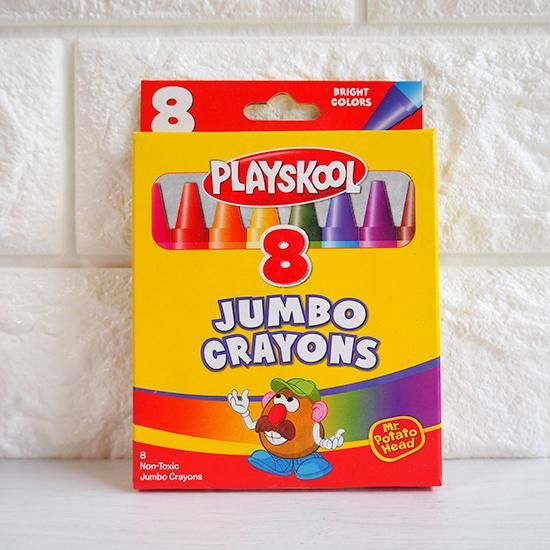 8
BRIGHT
COLORS
PLAYSKOOL
8
JUMBO
CRAYONS
Mr.
Potato
Head
8
Non-Toxic
Jumbo Crayons